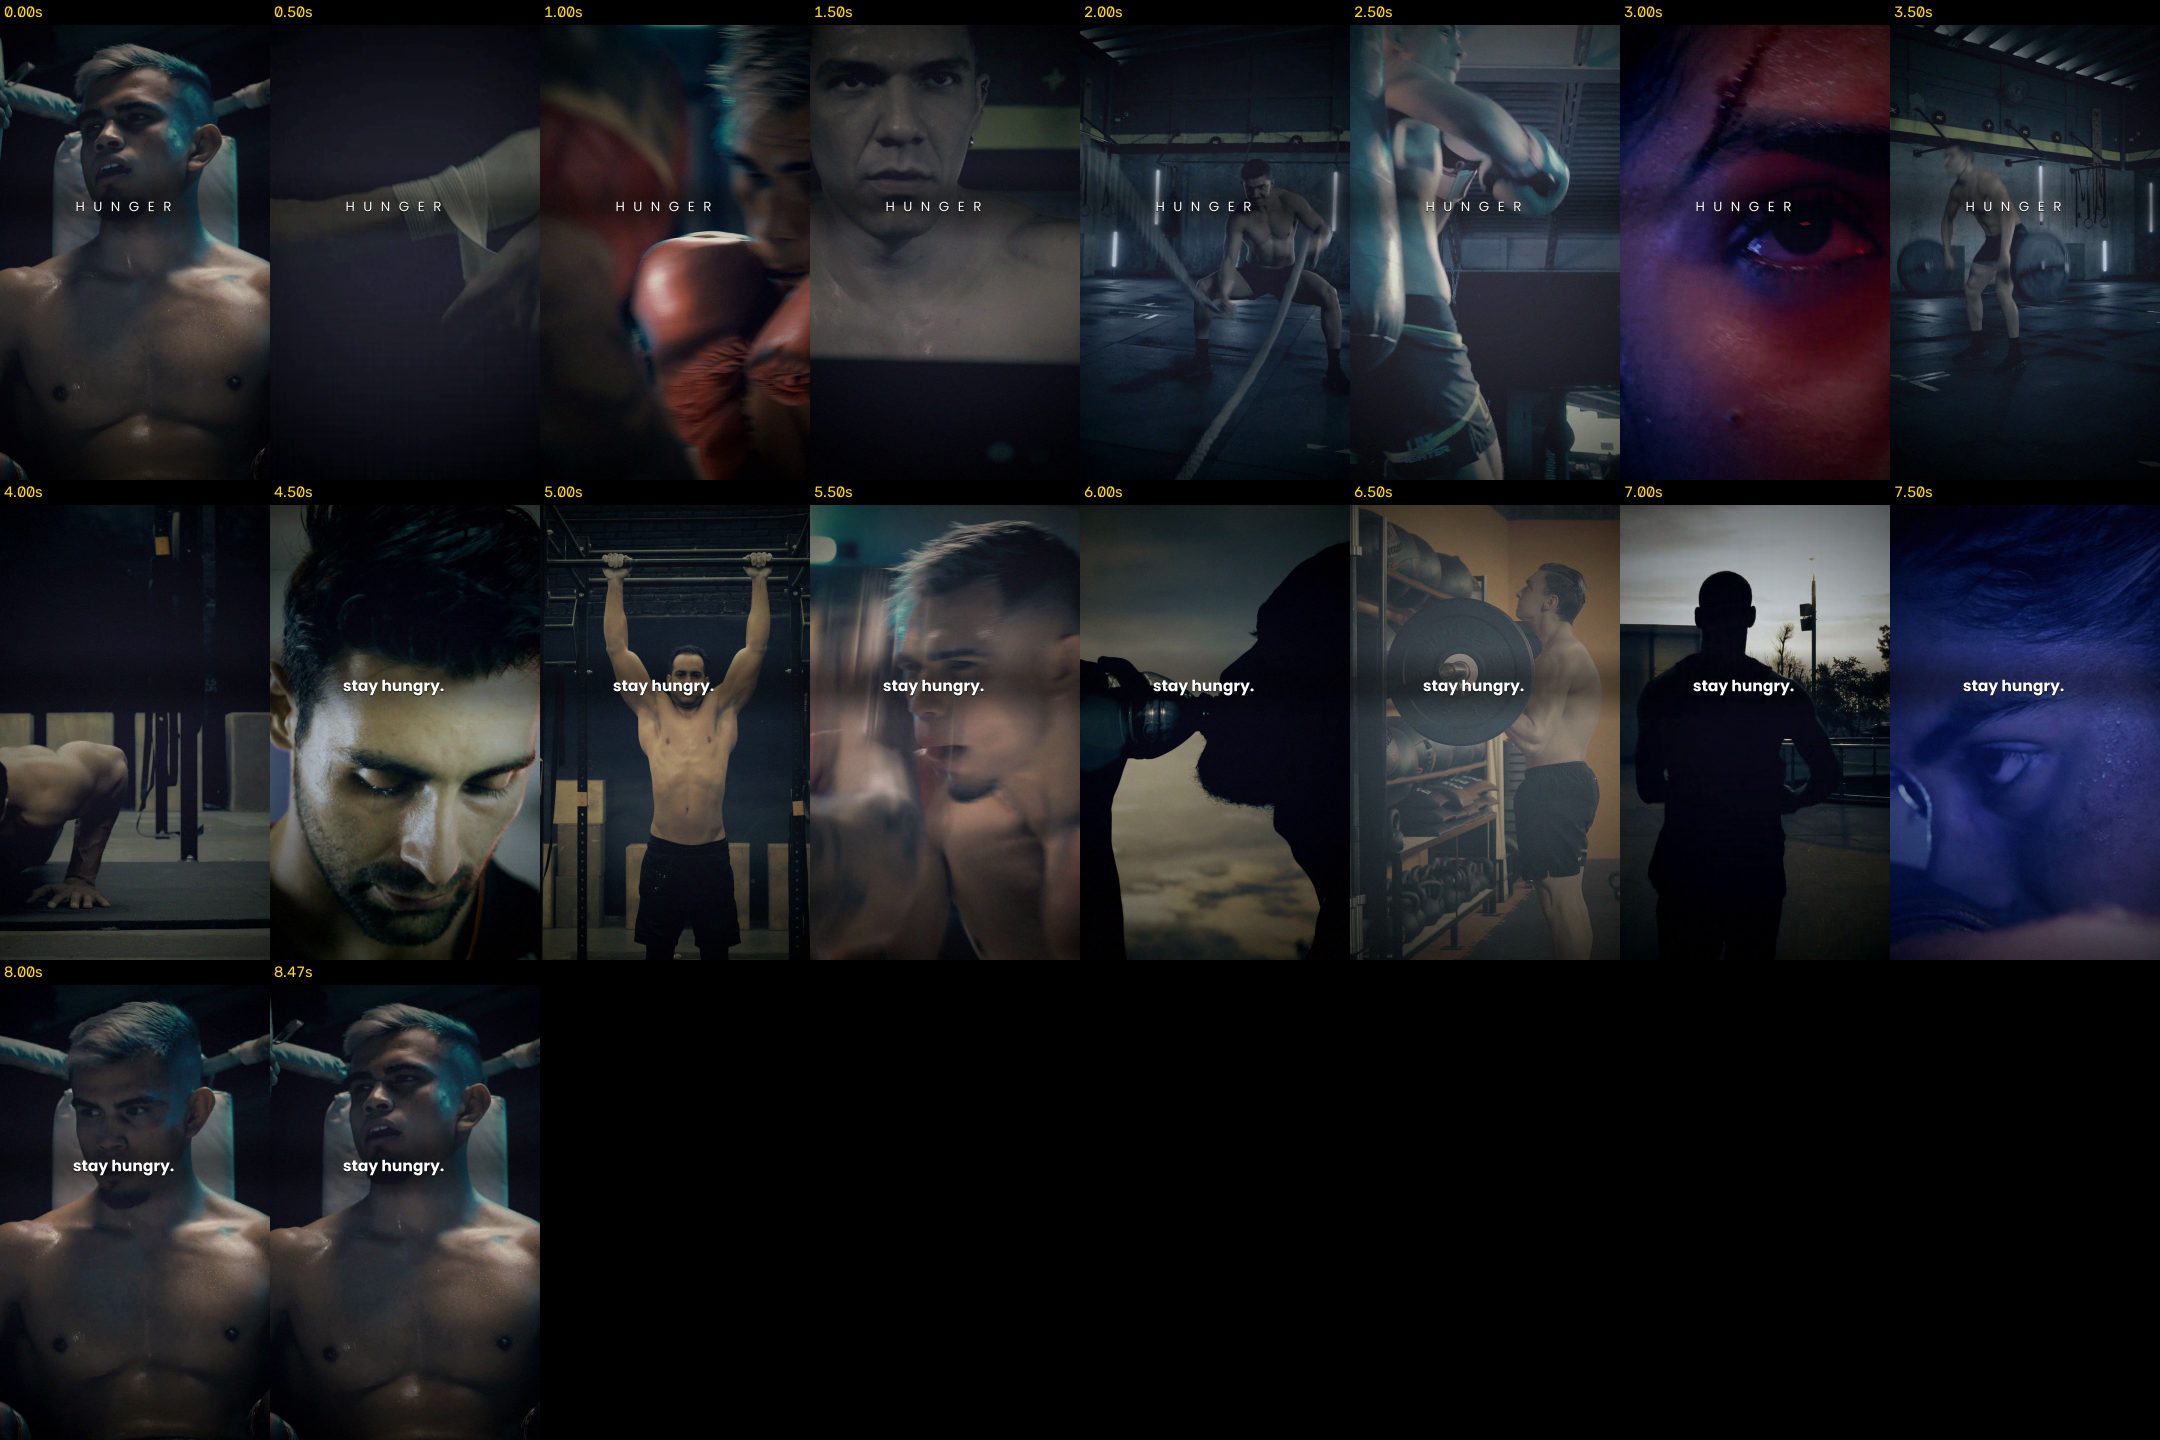 0.00s 0.50s 1.00s 1.50s 2.00s 2.50s 3.00s 3.50s
HUNGER HUNGER HUNGER HUNGER HUNGER HUNGER HUNGER HUNGER
4.00s 4.50s 5.00s 5.50s 6.00s 6.50s 7.00s 7.50s
stay hungry. stay hungry. stay hungry. stay hungry. stay hungry. stay hungry. stay hungry.
8.00s 8.47s
stay hungry. stay hungry.